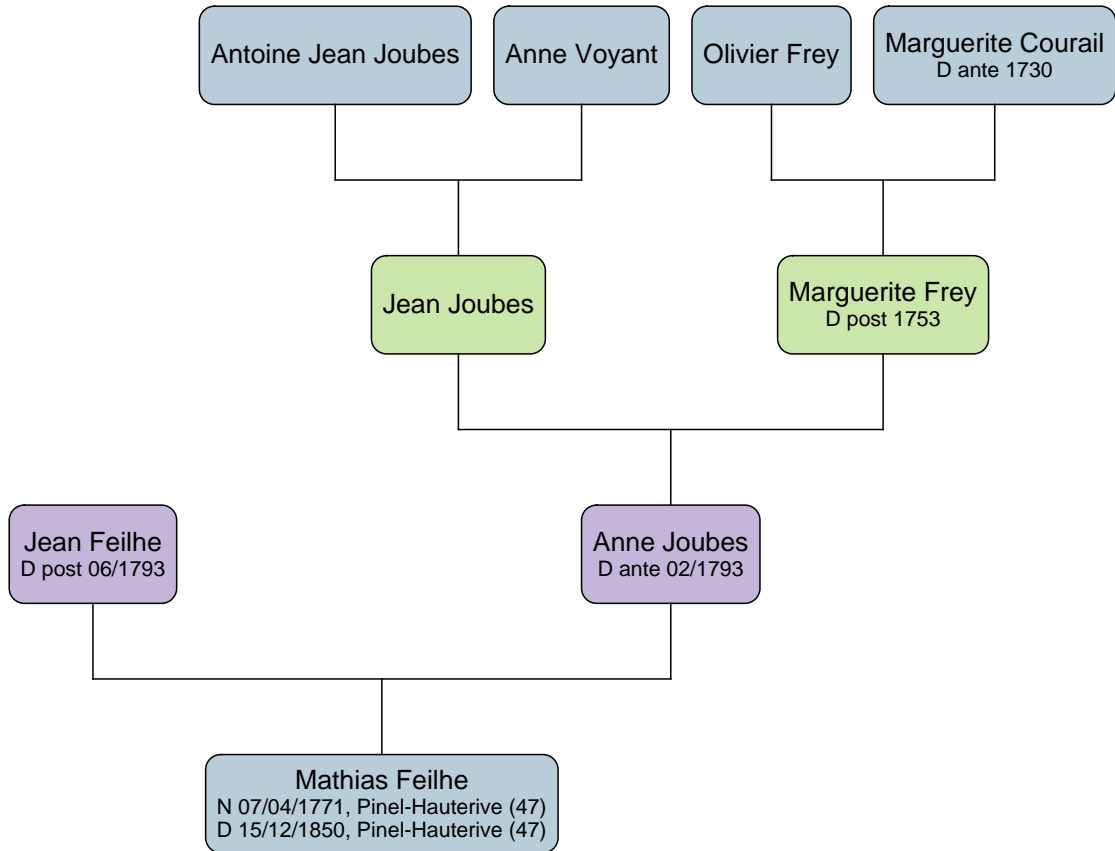 Antoine Jean Joubes
Anne Voyant
Olivier Frey
Marguerite Courail
D ante 1730
Jean Joubes
Marguerite Frey
D post 1753
Jean Feilhe
D post 06/1793
Anne Joubes
D ante 02/1793
Mathias Feilhe
N 07/04/1771, Pinel-Hauterive (47)
D 15/12/1850, Pinel-Hauterive (47)